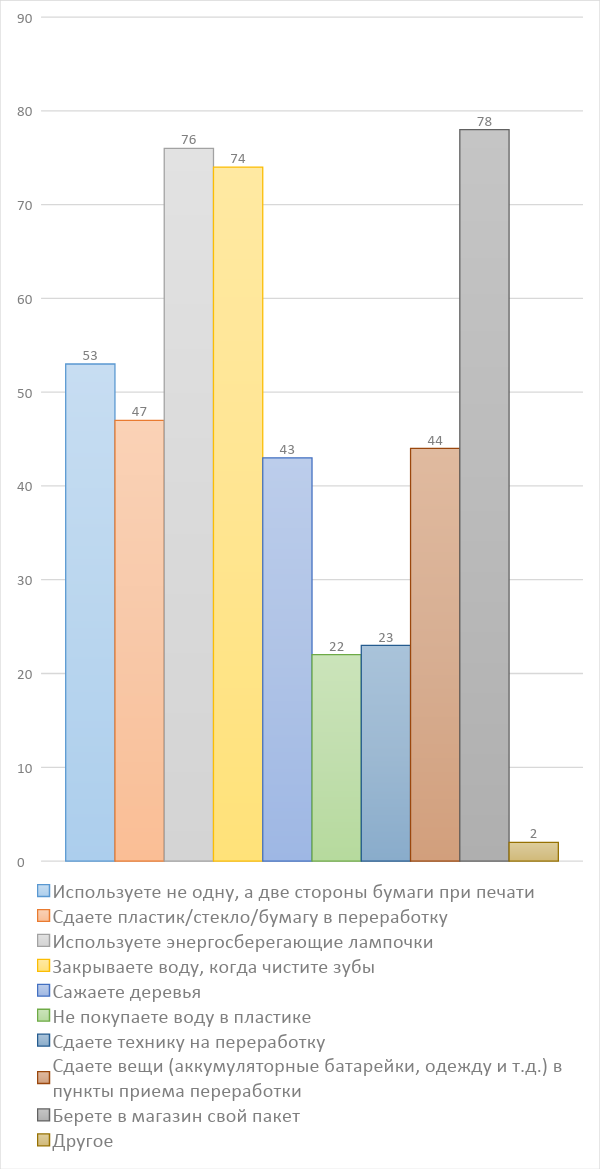 90
80
78
76
74
70
60
53
50
47
44
43
40
30
23
22
20
10
2
0
Используете не одну, а две стороны бумаги при печати
Сдаете пластик/стекло/бумагу в переработку
Используете энергосберегающие лампочки
Закрываете воду, когда чистите зубы
Сажаете деревья
Не покупаете воду в пластике
Сдаете технику на переработку
Сдаете вещи (аккумуляторные батарейки, одежду и т.д.) в
пункты приема переработки
Берете в магазин свой пакет
Другое